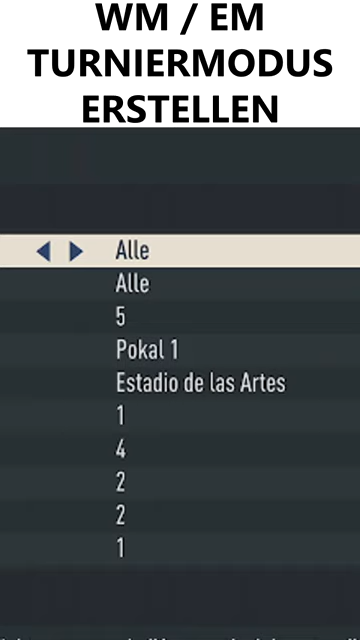 WM / EM
TURNIERMODUS
ERSTELLEN
Alle
Alle
5
Pokal 1
Estadio de las Artes
1
4
2
2
1